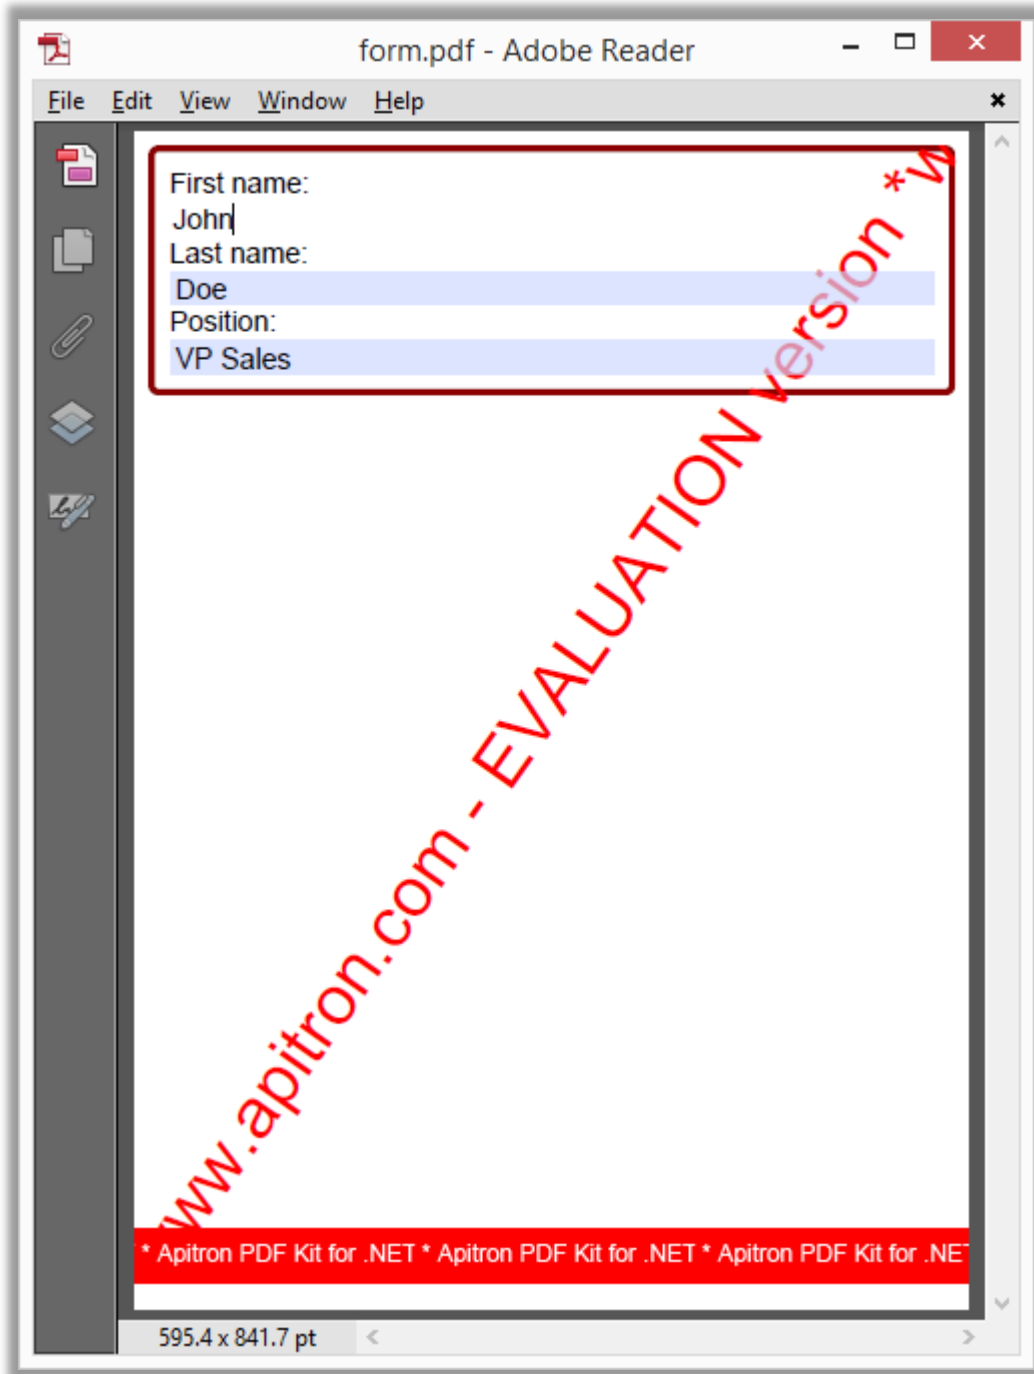 form.pdf - Adobe Reader
File Edit View Window Help
First name:
John
Last name:
Doe
Position:
VP Sales
www.apitron.com - EVALUATION version *w
* Apitron PDF Kit for .NET * Apitron PDF Kit for .NET * Apitron PDF Kit for .NET
595.4 x 841.7 pt